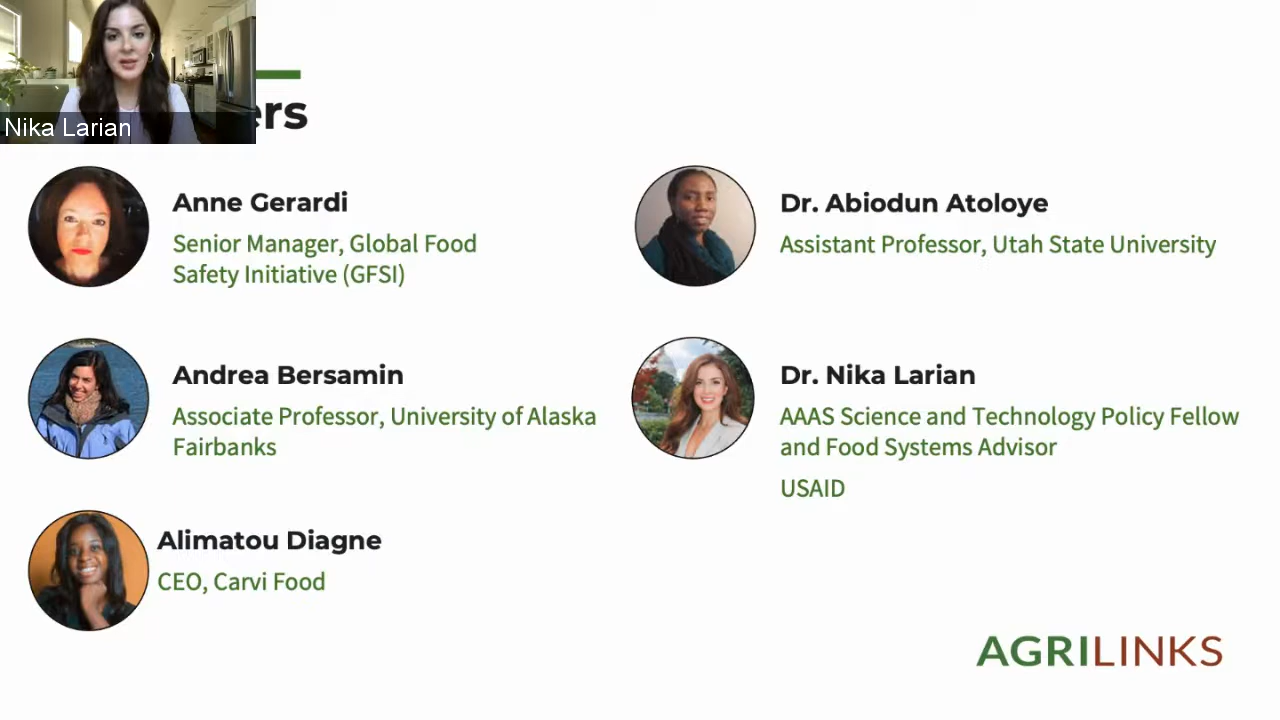 Nika Larian
ers
Anne Gerardi
Senior Manager, Global Food
Safety Initiative (GFSI)
Andrea Bersamin
Associate Professor, University of Alaska
Fairbanks
Alimatou Diagne
CEO, Carvi Food
Dr. Abiodun Atoloye
Assistant Professor, Utah State University
Dr. Nika Larian
AAAS Science and Technology Policy Fellow
and Food Systems Advisor
USAID
AGRILINKS